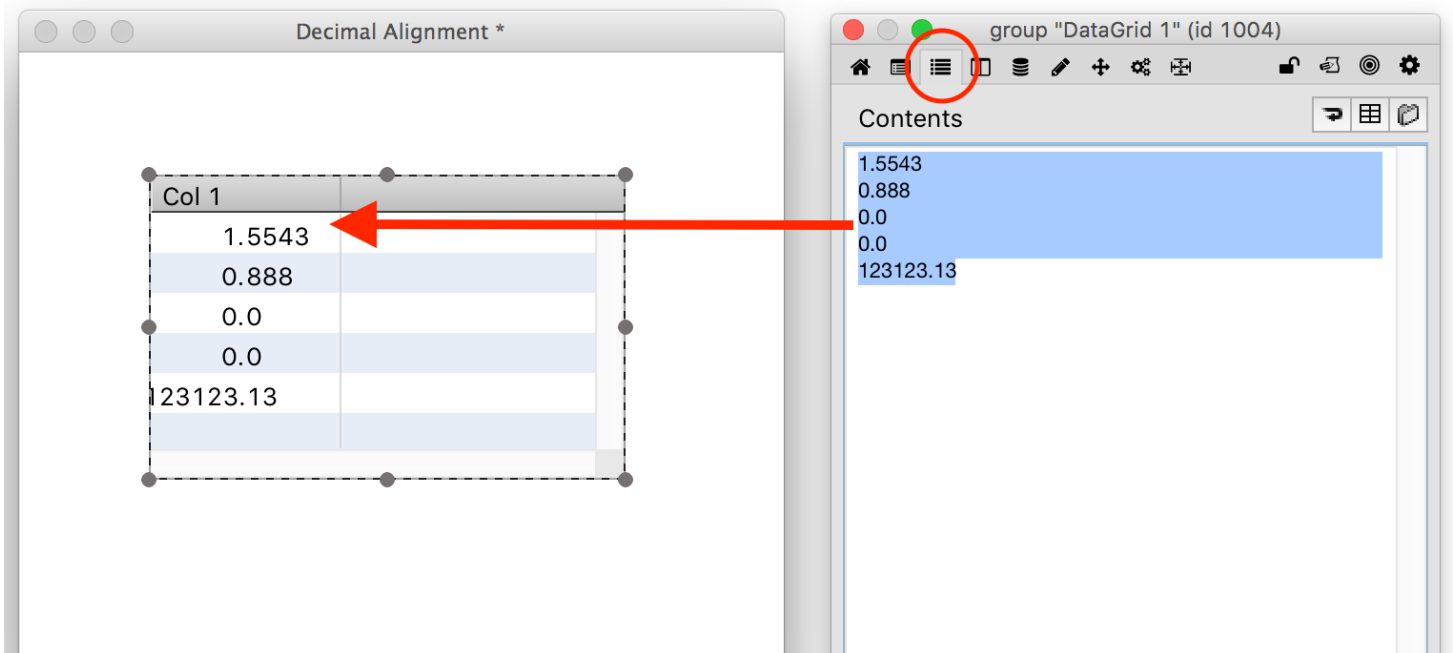 Decimal Alignment *
Col 1
1.5543
0.888
0.0
0.0
123123.13
group "DataGrid 1" (id 1004)
Contents
1.5543
0.888
0.0
0.0
123123.13